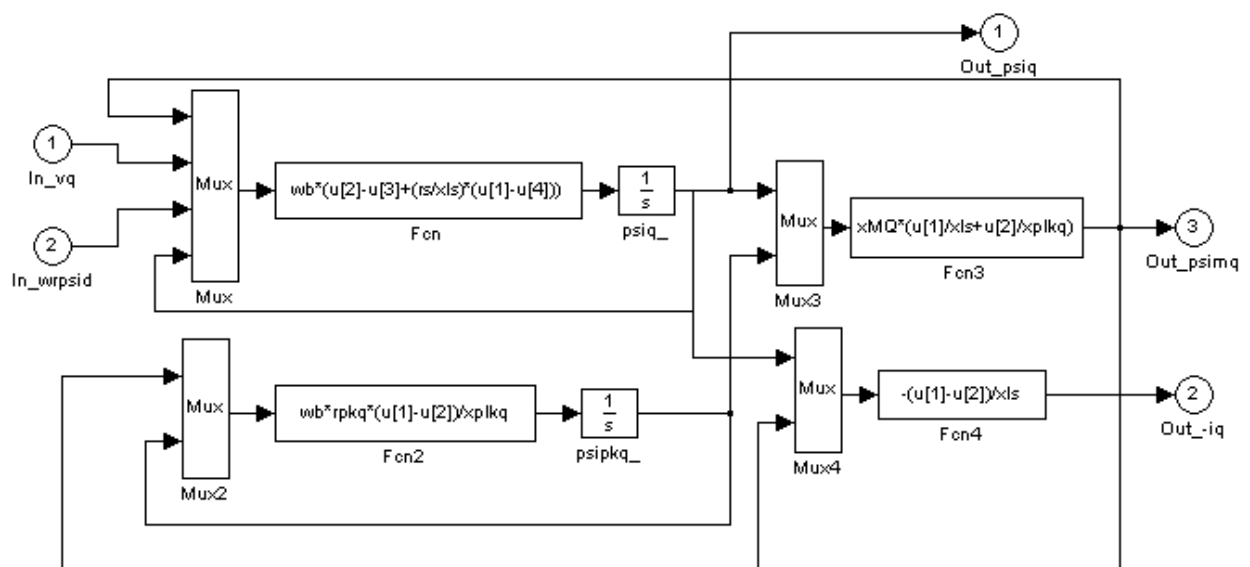 1
Out_psiq
1
In_vq
Mux
wb*(u[2]-u[3]+(rs/xls)*(u[1]-u[4]))
1
s
Mux
xMQ*(u[1]/xls+u[2]/xplkq)
3
2
In_wrpsid
Mux
Fcn
psiq_
Mux3
Fcn3
Out_psimq
Mux
wb*rpkq*(u[1]-u[2])/xplkq
1
s
Mux
-(u[1]-u[2])/xls
2
Mux2
Fcn2
psipkq_
Mux4
Fcn4
Out_-iq